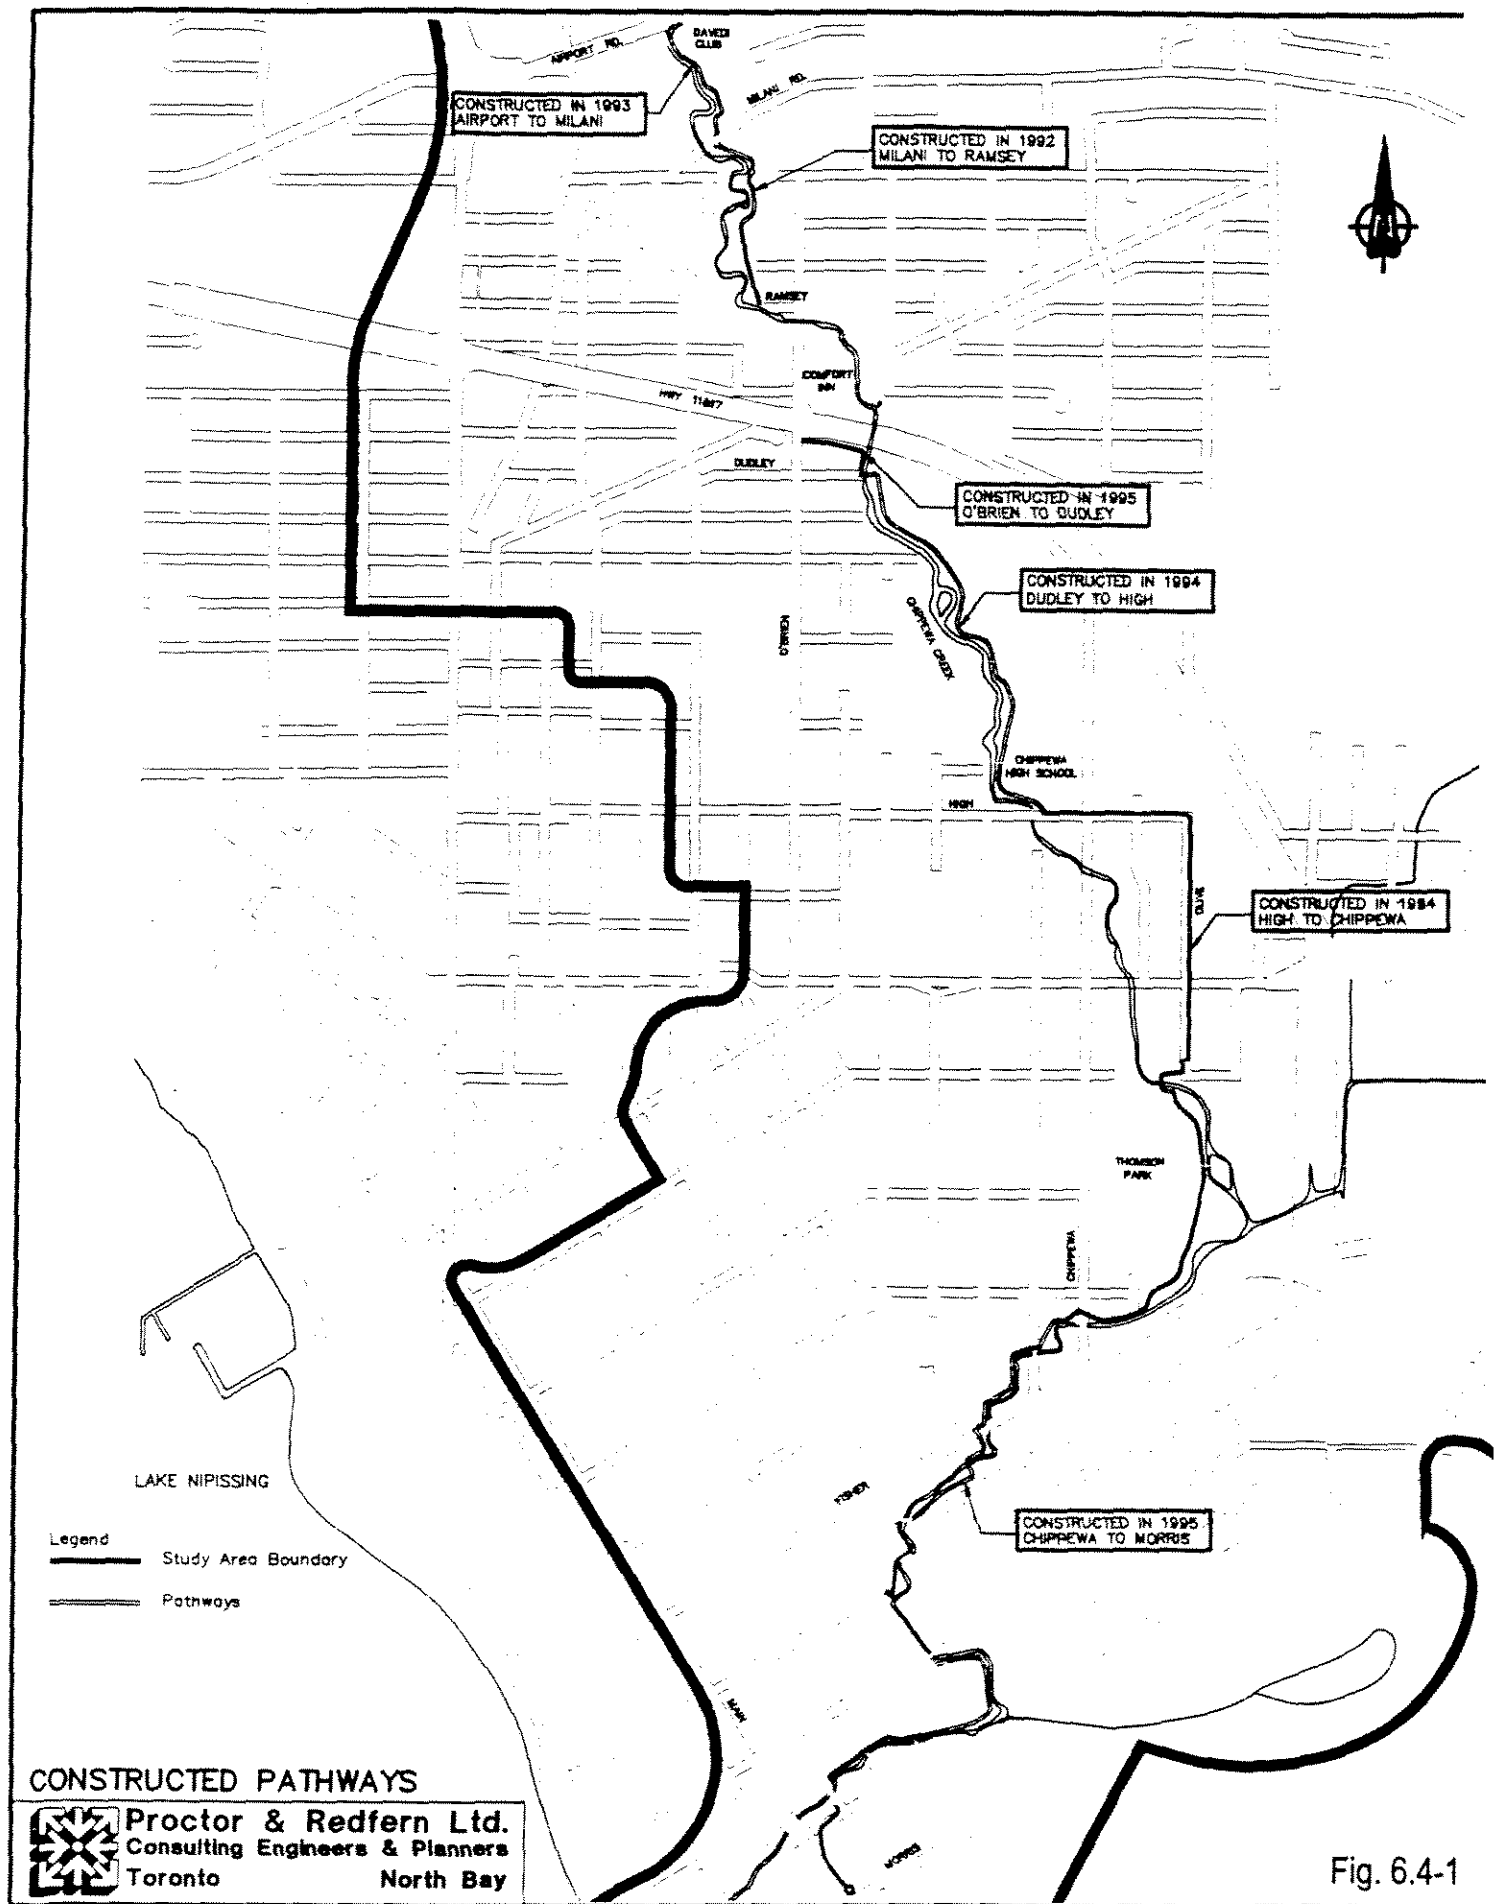 DAVEDI
CLUB
AIRPORT RD.
MILANI RD.
CONSTRUCTED IN 1993
AIRPORT TO MILANI
CONSTRUCTED IN 1992
MILANI TO RAMSEY
RAMSEY
COMFORT
INN
HWY 11&17
DUDLEY
CONSTRUCTED IN 1995
O'BRIEN TO DUDLEY
CONSTRUCTED IN 1994
DUDLEY TO HIGH
CHIPPEWA CREEK
O'BRIEN
CHIPPEWA
HIGH SCHOOL
HIGH
OLIVE
CONSTRUCTED IN 1994
HIGH TO CHIPPEWA
THOMSON
PARK
CHIPPEWA
LAKE NIPISSING
FISHER
CONSTRUCTED IN 1995
CHIPPEWA TO MORRIS
Legend
Study Area Boundary
Pathways
MAIN
MORRIS
CONSTRUCTED PATHWAYS
Proctor & Redfern Ltd.
Consulting Engineers & Planners
Toronto North Bay
Fig. 6.4-1